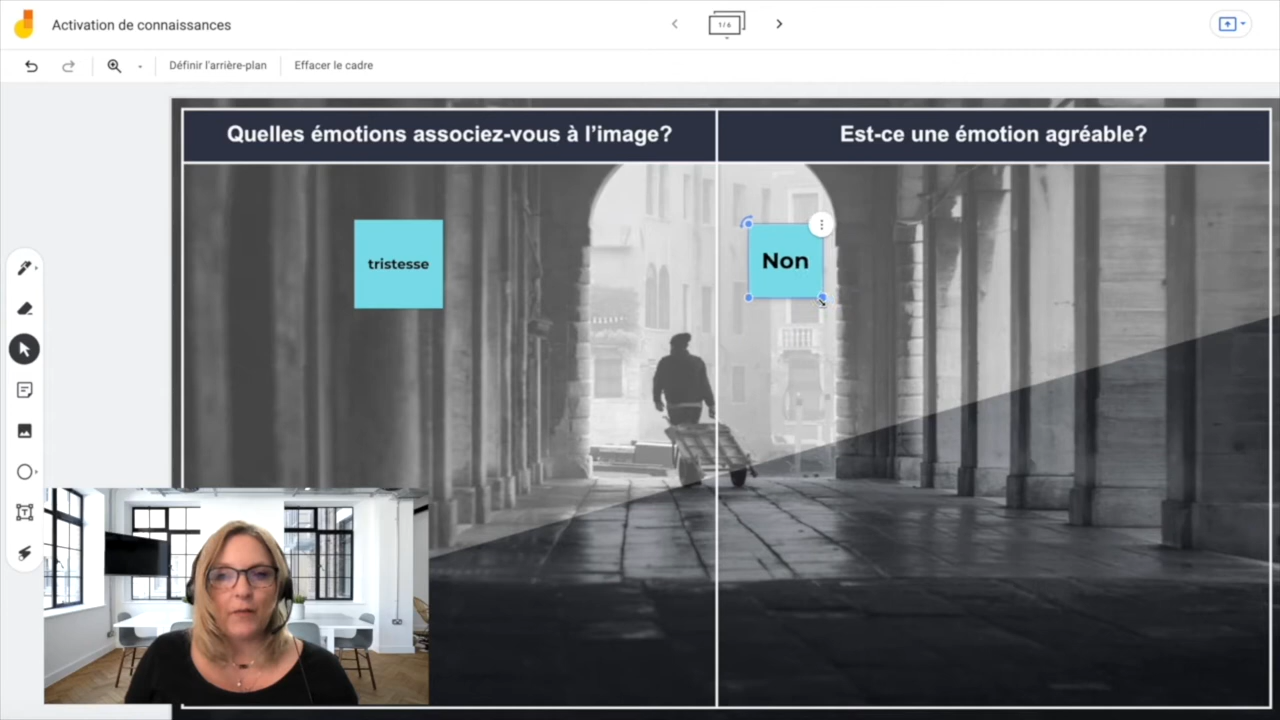 Activation de connaissances
1/6
Définir l'arrière-plan
Effacer le cadre
Quelles émotions associez-vous à l’image?
Est-ce une émotion agréable?
tristesse
Non
T